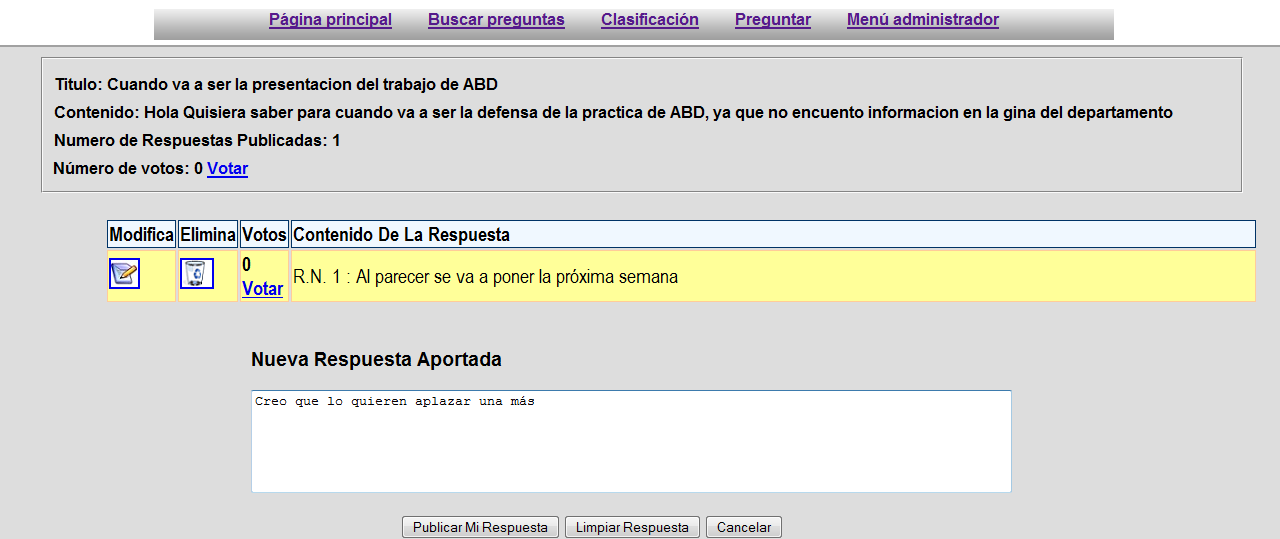 Página principal Buscar preguntas Clasificación Preguntar Menú administrador
Titulo: Cuando va a ser la presentacion del trabajo de ABD
Contenido: Hola Quisiera saber para cuando va a ser la defensa de la practica de ABD, ya que no encuento informacion en la gina del departamento
Numero de Respuestas Publicadas: 1
Número de votos: 0 Votar
Modifica Elimina Votos Contenido De La Respuesta
0
Votar
R.N. 1 : Al parecer se va a poner la próxima semana
Nueva Respuesta Aportada
Creo que lo quieren aplazar una más
Publicar Mi Respuesta Limpiar Respuesta Cancelar